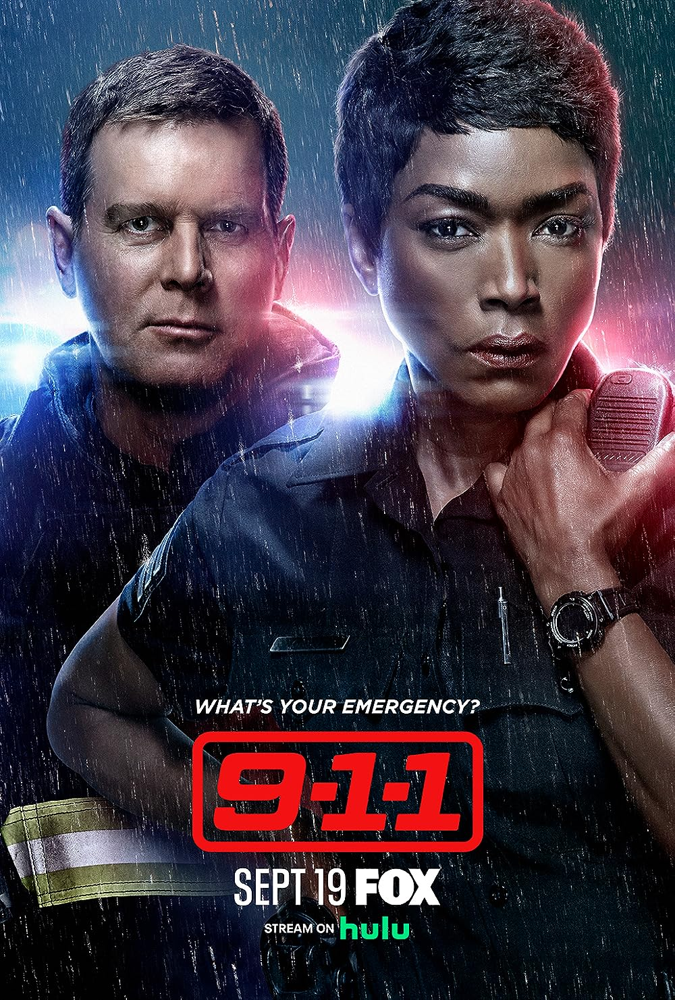 WHAT'S YOUR EMERGENCY?
9-1-1
SEPT 19 FOX
STREAM ON hulu